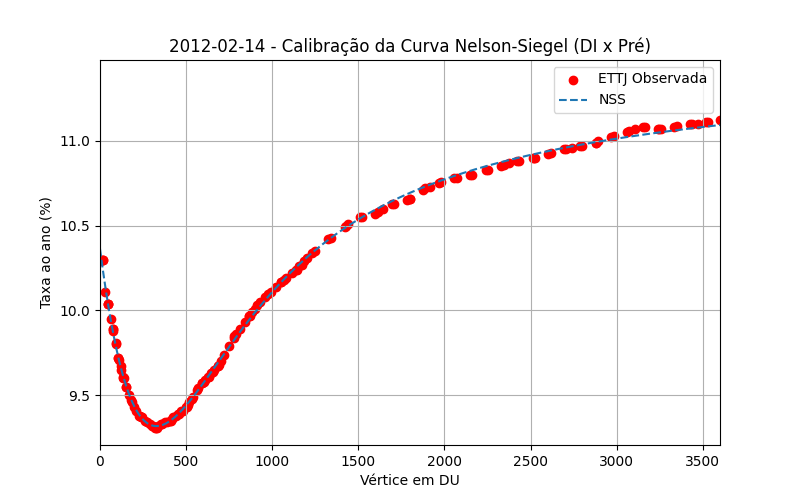 2012-02-14 - Calibração da Curva Nelson-Siegel (DI x Pré)
ETTJ Observada
NSS
Taxa ao ano (%)
11.0
10.5
10.0
9.5
0 500 1000 1500 2000 2500 3000 3500
Vértice em DU